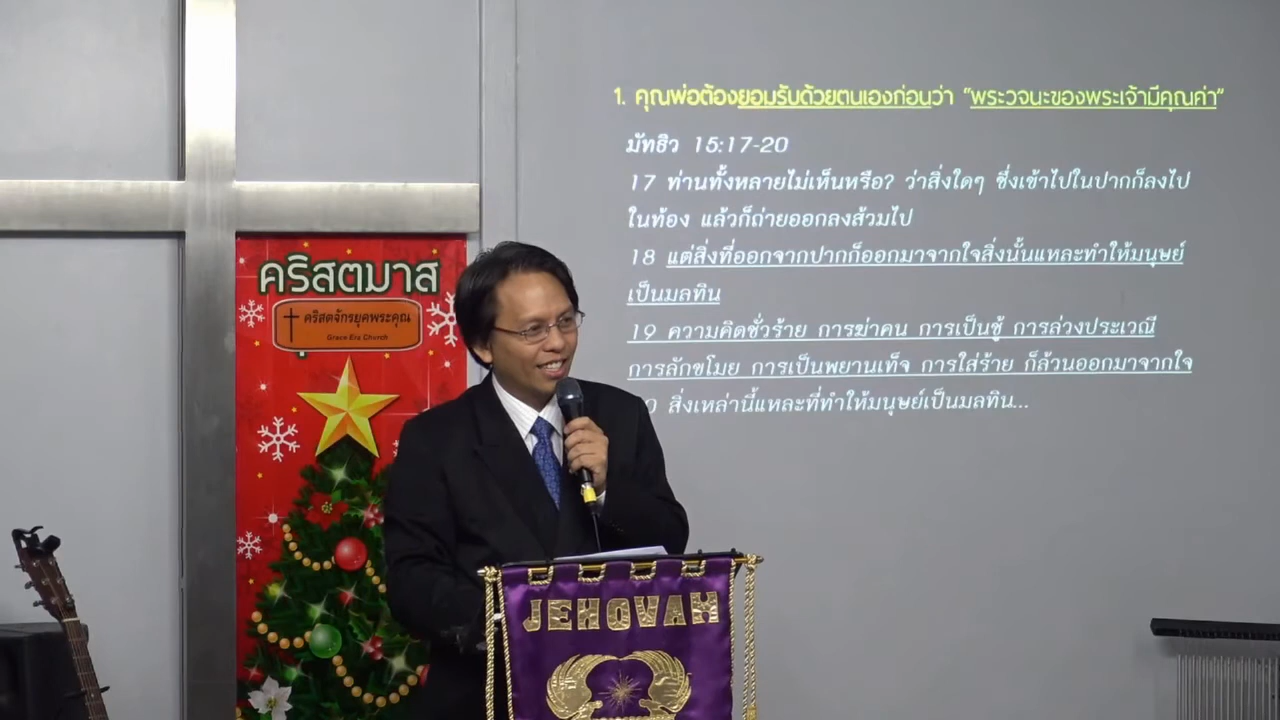 1. คุณพ่อต้องยอมรับด้วยตนเองก่อนว่า "พระวจนะของพระเจ้ามีคุณค่า"
มัทธิว 15:17-20
17 ท่านทั้งหลายไม่เห็นหรือ? ว่าสิ่งใดๆ ซึ่งเข้าไปในปากก็ลงไป
ในท้อง แล้วก็ถ่ายออกลงส้วมไป
18 แต่สิ่งที่ออกจากปากก็ออกมาจากใจสิ่งนั้นแหละทำให้มนุษย์
เป็นมลทิน
19 ความคิดชั่วร้าย การฆ่าคน การเป็นชู้ การล่วงประเวณี
การลักขโมย การเป็นพยานเท็จ การใส่ร้าย ก็ล้วนออกมาจากใจ
0 สิ่งเหล่านี้แหละที่ทำให้มนุษย์เป็นมลทิน...
คริสตมาส
คริสตจักรยุคพระคุณ
Grace Era Church
JEHOVAH